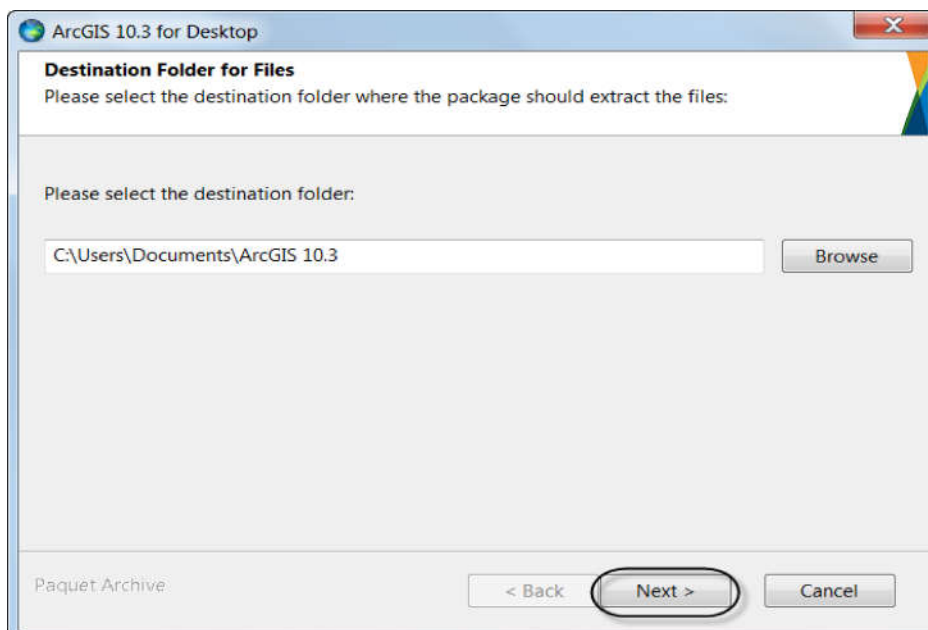 ArcGIS 10.3 for Desktop
Destination Folder for Files
Please select the destination folder where the package should extract the files:
Please select the destination folder:
C:\Users\Documents\ArcGIS 10.3
Browse
Paquet Archive
< Back
Next >
Cancel